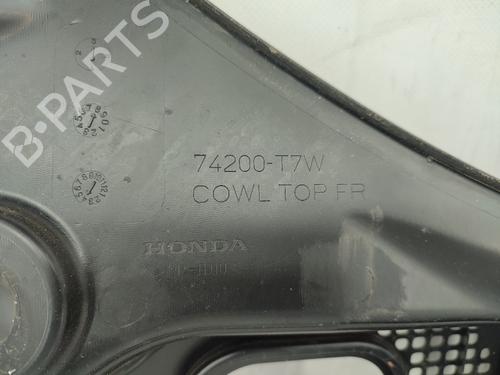 B-PARTS
74200-T7W
COWL TOP FR
HONDA